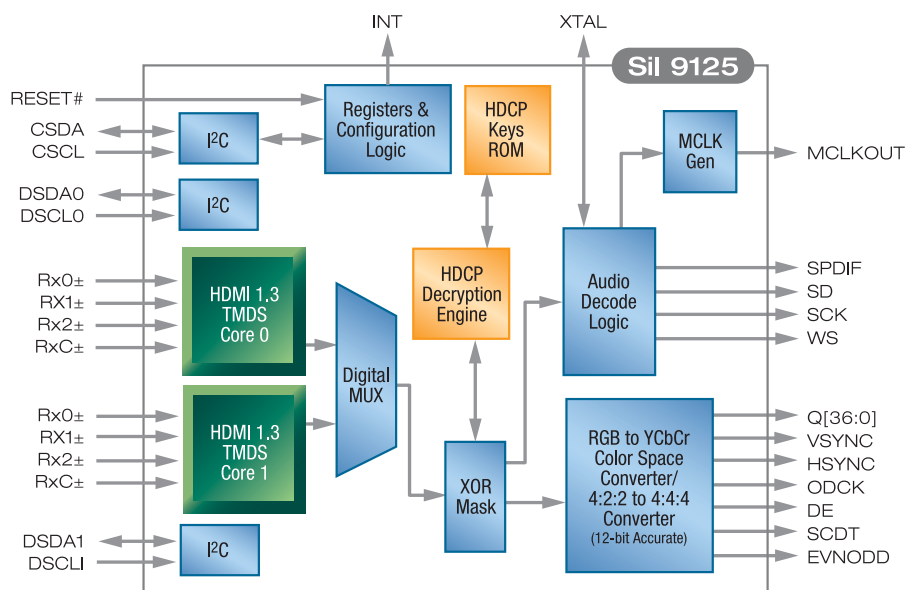 INT
XTAL
SiI 9125
RESET#
CSDA
CSCL
I²C
Registers &
Configuration
Logic
HDCP
Keys
ROM
MCLK
Gen
MCLKOUT
DSDA0
DSCL0
I²C
Rx0±
RX1±
Rx2±
RxC±
HDMI 1.3
TMDS
Core 0
Digital
MUX
HDCP
Decryption
Engine
Audio
Decode
Logic
SPDIF
SD
SCK
WS
Rx0±
RX1±
Rx2±
RxC±
HDMI 1.3
TMDS
Core 1
XOR
Mask
RGB to YCbCr
Color Space
Converter/
4:2:2 to 4:4:4
Converter
(12-bit Accurate)
Q[36:0]
VSYNC
HSYNC
ODCK
DE
SCDT
EVNODD
DSDA1
DSCLI
I²C